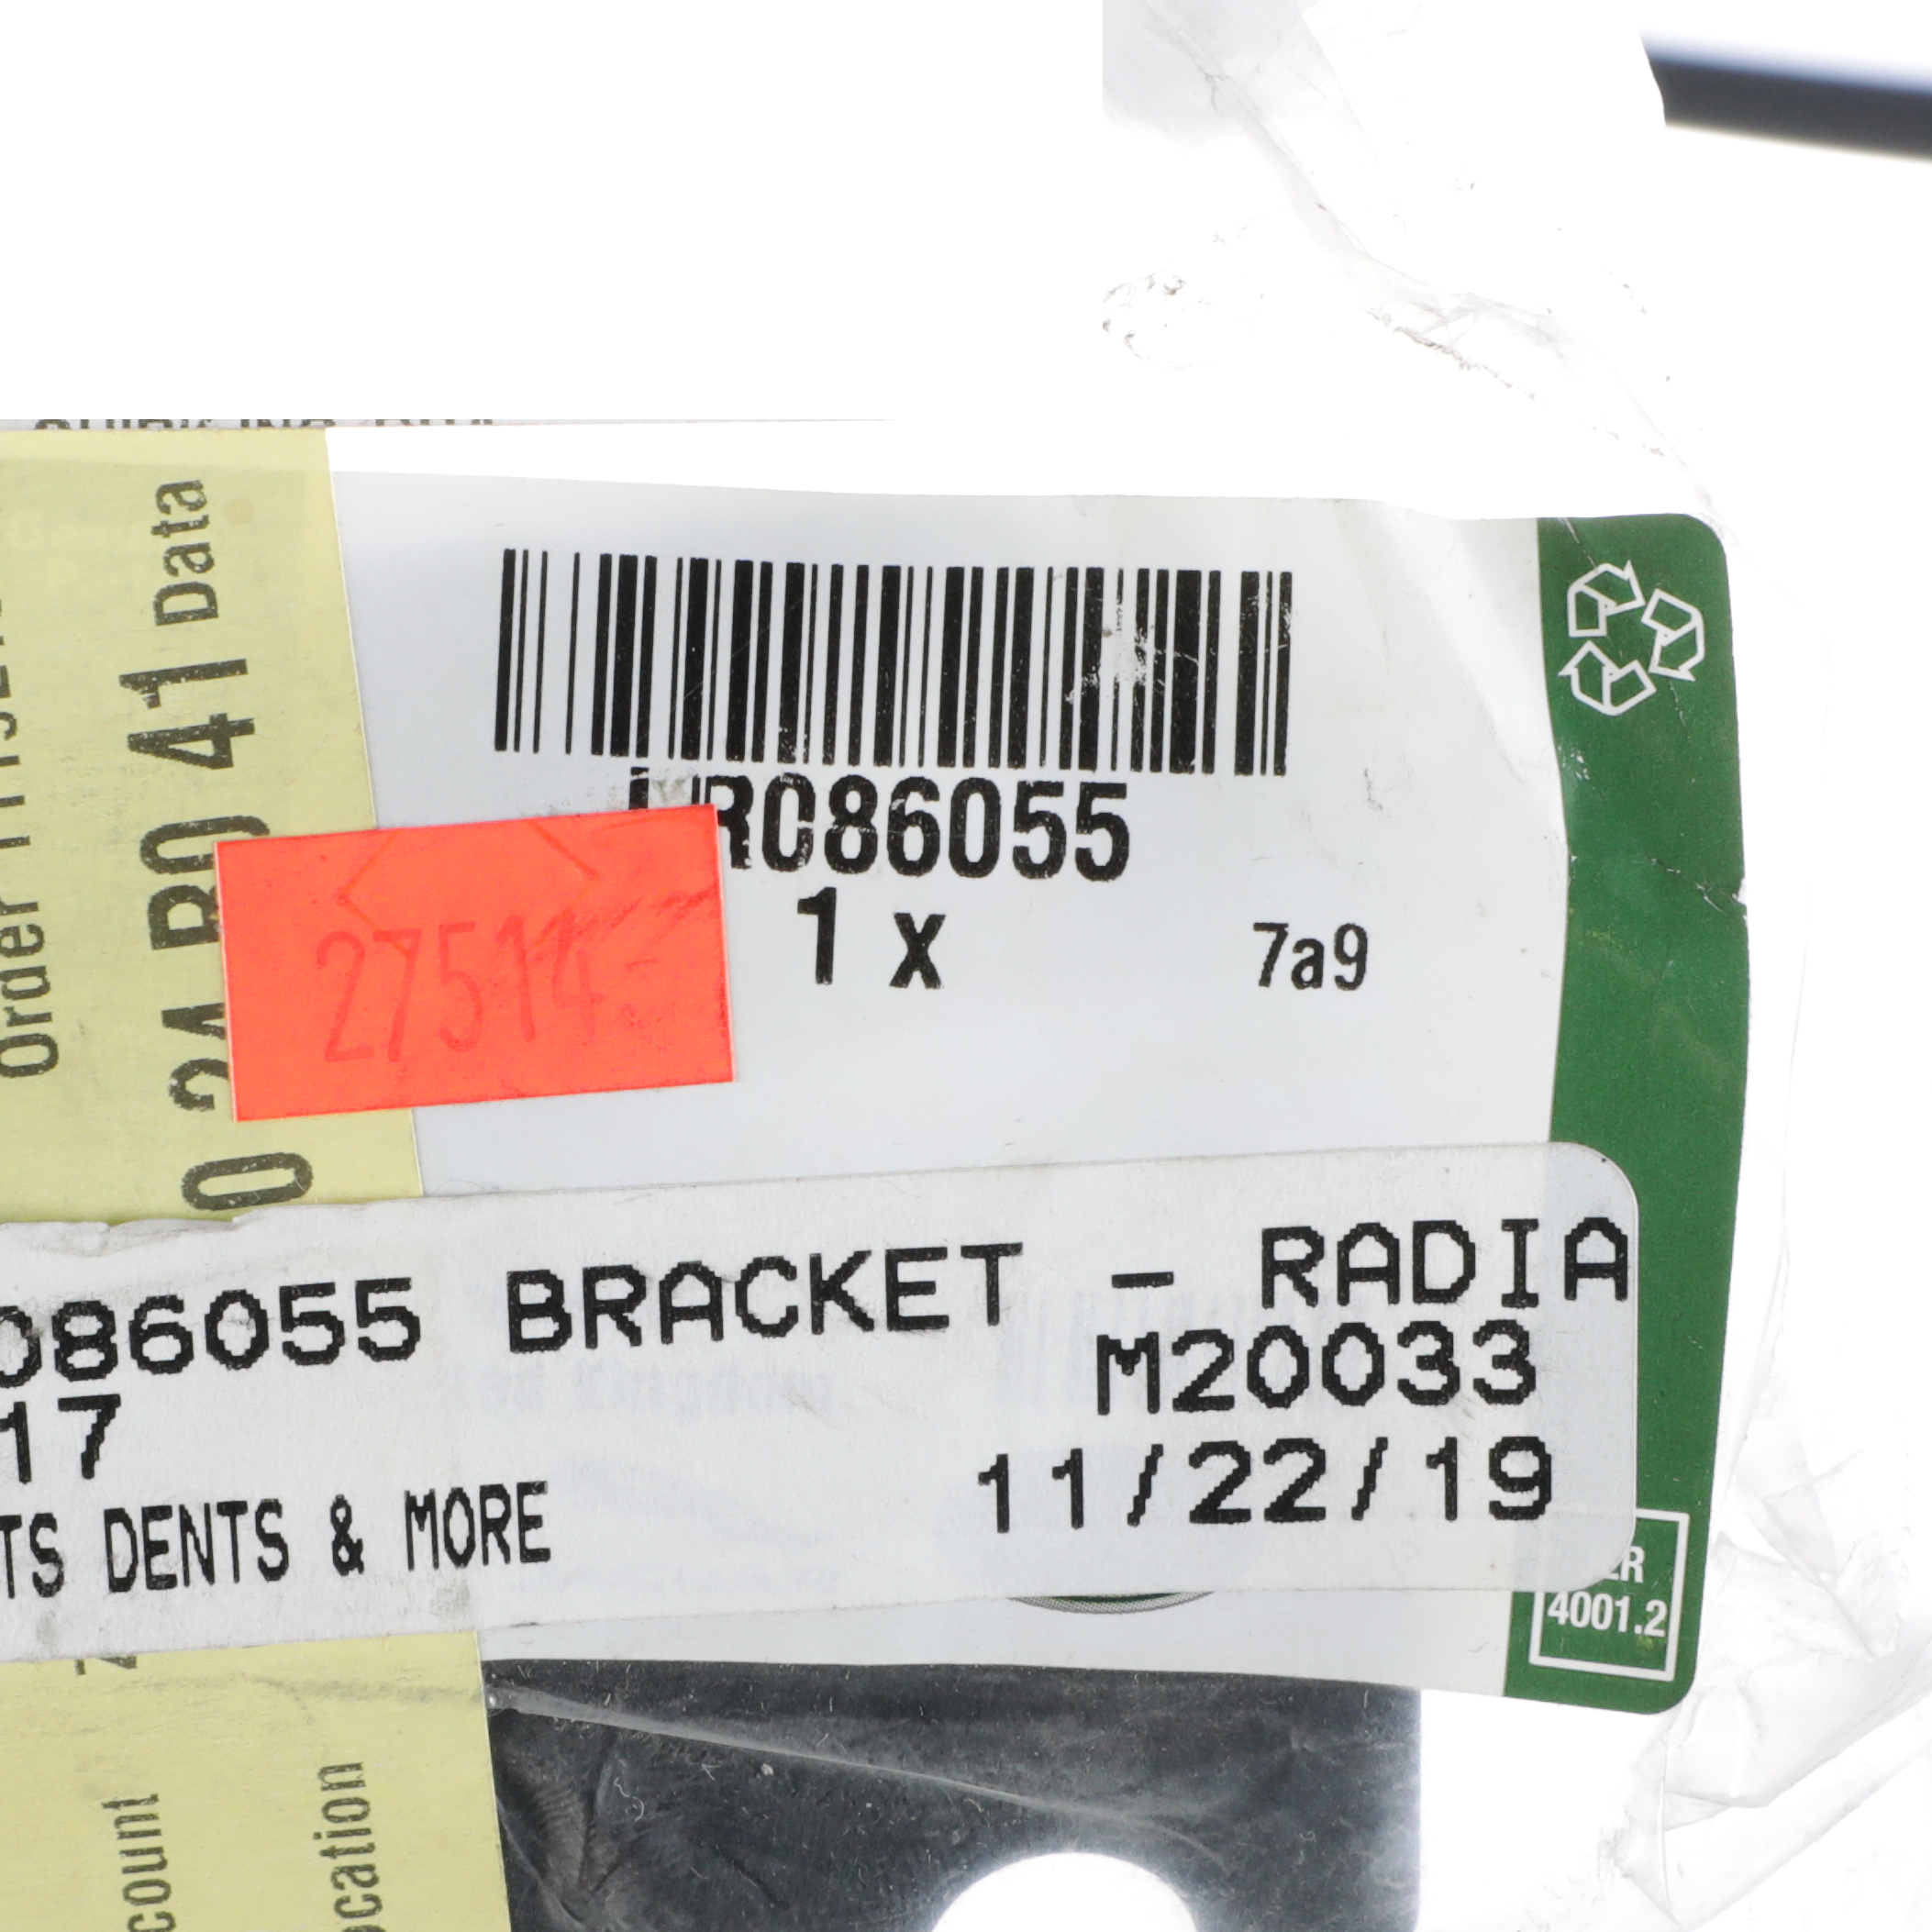 LR086055
1 x
7a9
27514
086055 BRACKET - RADIA
M20033
17
11/22/19
TS DENTS & MORE
4001.2
Order
41 Data
0
count
ocation